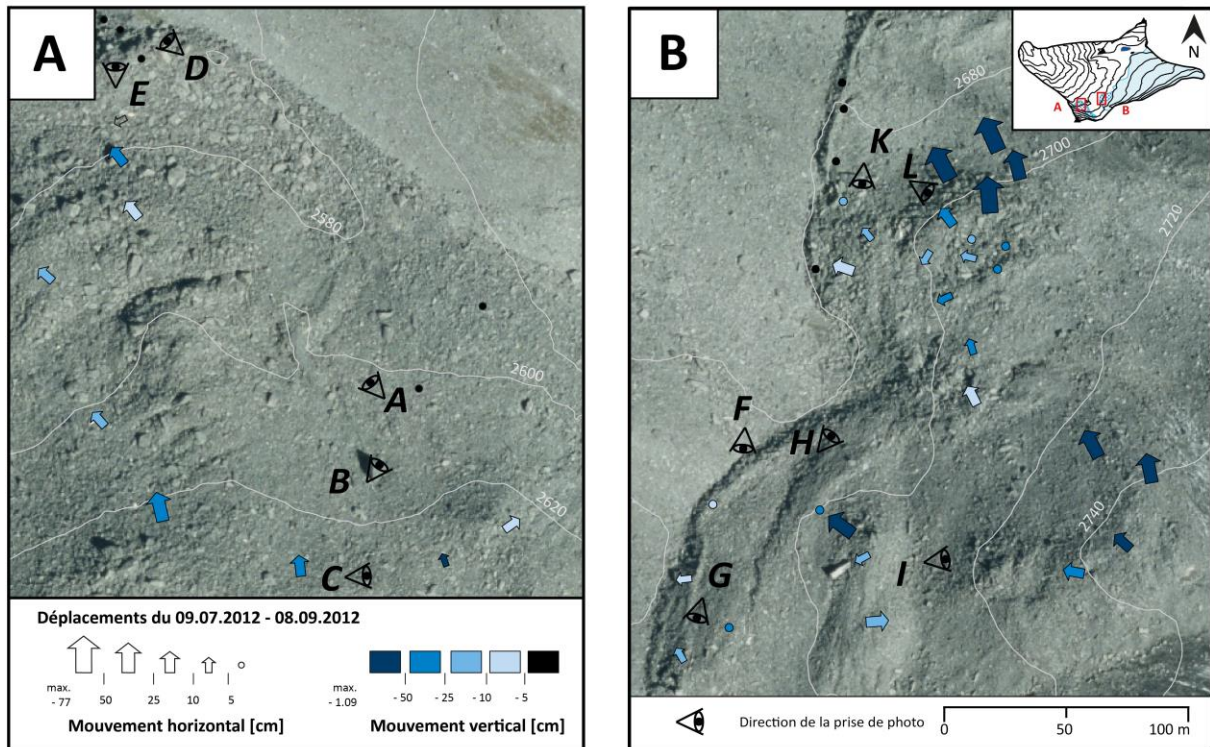 A
D
E
2580
A
2600
B
2620
C
Déplacements du 09.07.2012 - 08.09.2012
max. - 77
50
25
10
5
Mouvement horizontal [cm]
max. - 1.09
- 50
- 25
- 10
- 5
Mouvement vertical [cm]
B
N
A
B
2680
K
L
2700
2720
F
H
2740
G
I
Direction de la prise de photo
0
50
100 m